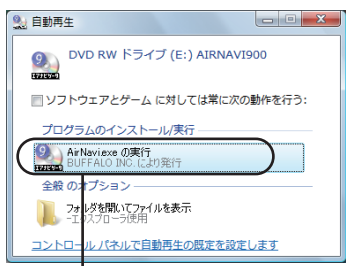 自動再生
DVD RW ドライブ (E:) AIRNAVI900
ソフトウェアとゲーム に対しては常に次の動作を行う:
プログラムのインストール/実行
AirNavi.exe の実行
BUFFALO INC. により発行
全般 のオプション
フォルダを開いてファイルを表示
-エクスプローラ使用
コントロール パネルで自動再生の既定を設定します